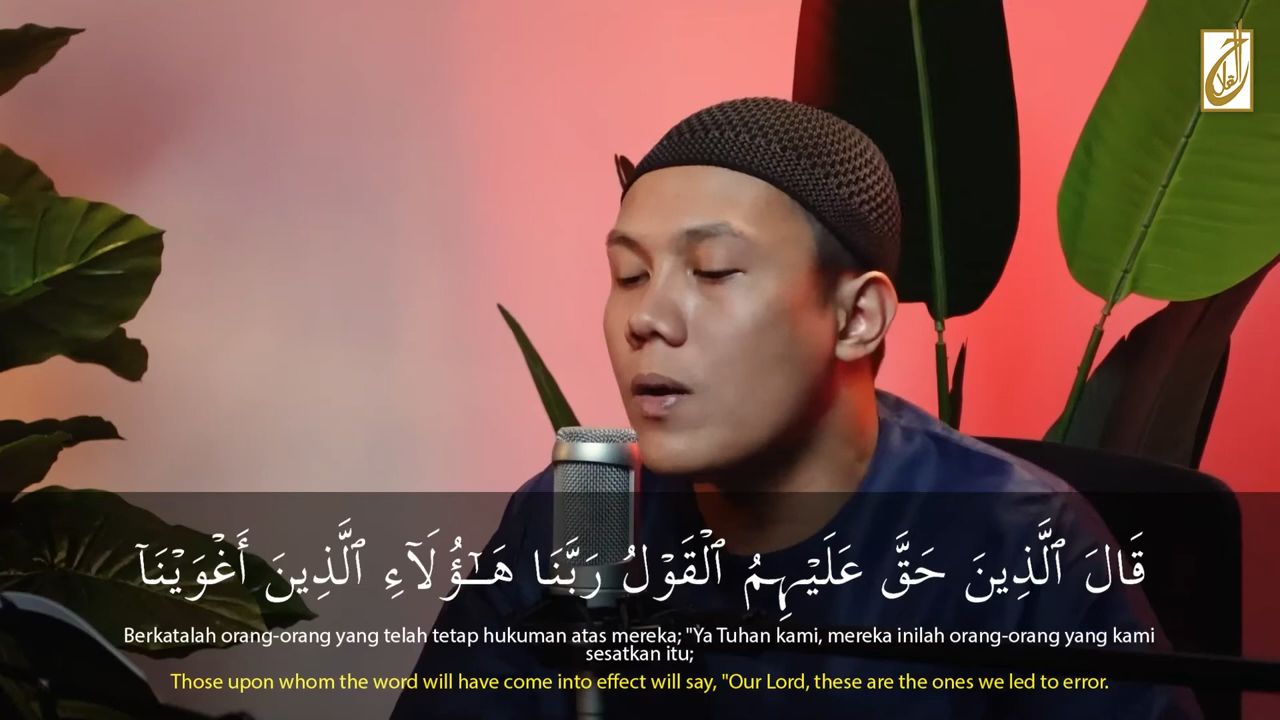 قَالَ ٱلَّذِينَ حَقَّ عَلَيْهِمُ ٱلْقَوْلُ رَبَّنَا هَـٰٓؤُلَآءِ ٱلَّذِينَ أَغْوَيْنَآ
Berkatalah orang-orang yang telah tetap hukuman atas mereka; "Ya Tuhan kami, mereka inilah orang-orang yang kami
sesatkan itu;
Those upon whom the word will have come into effect will say, "Our Lord, these are the ones we led to error.